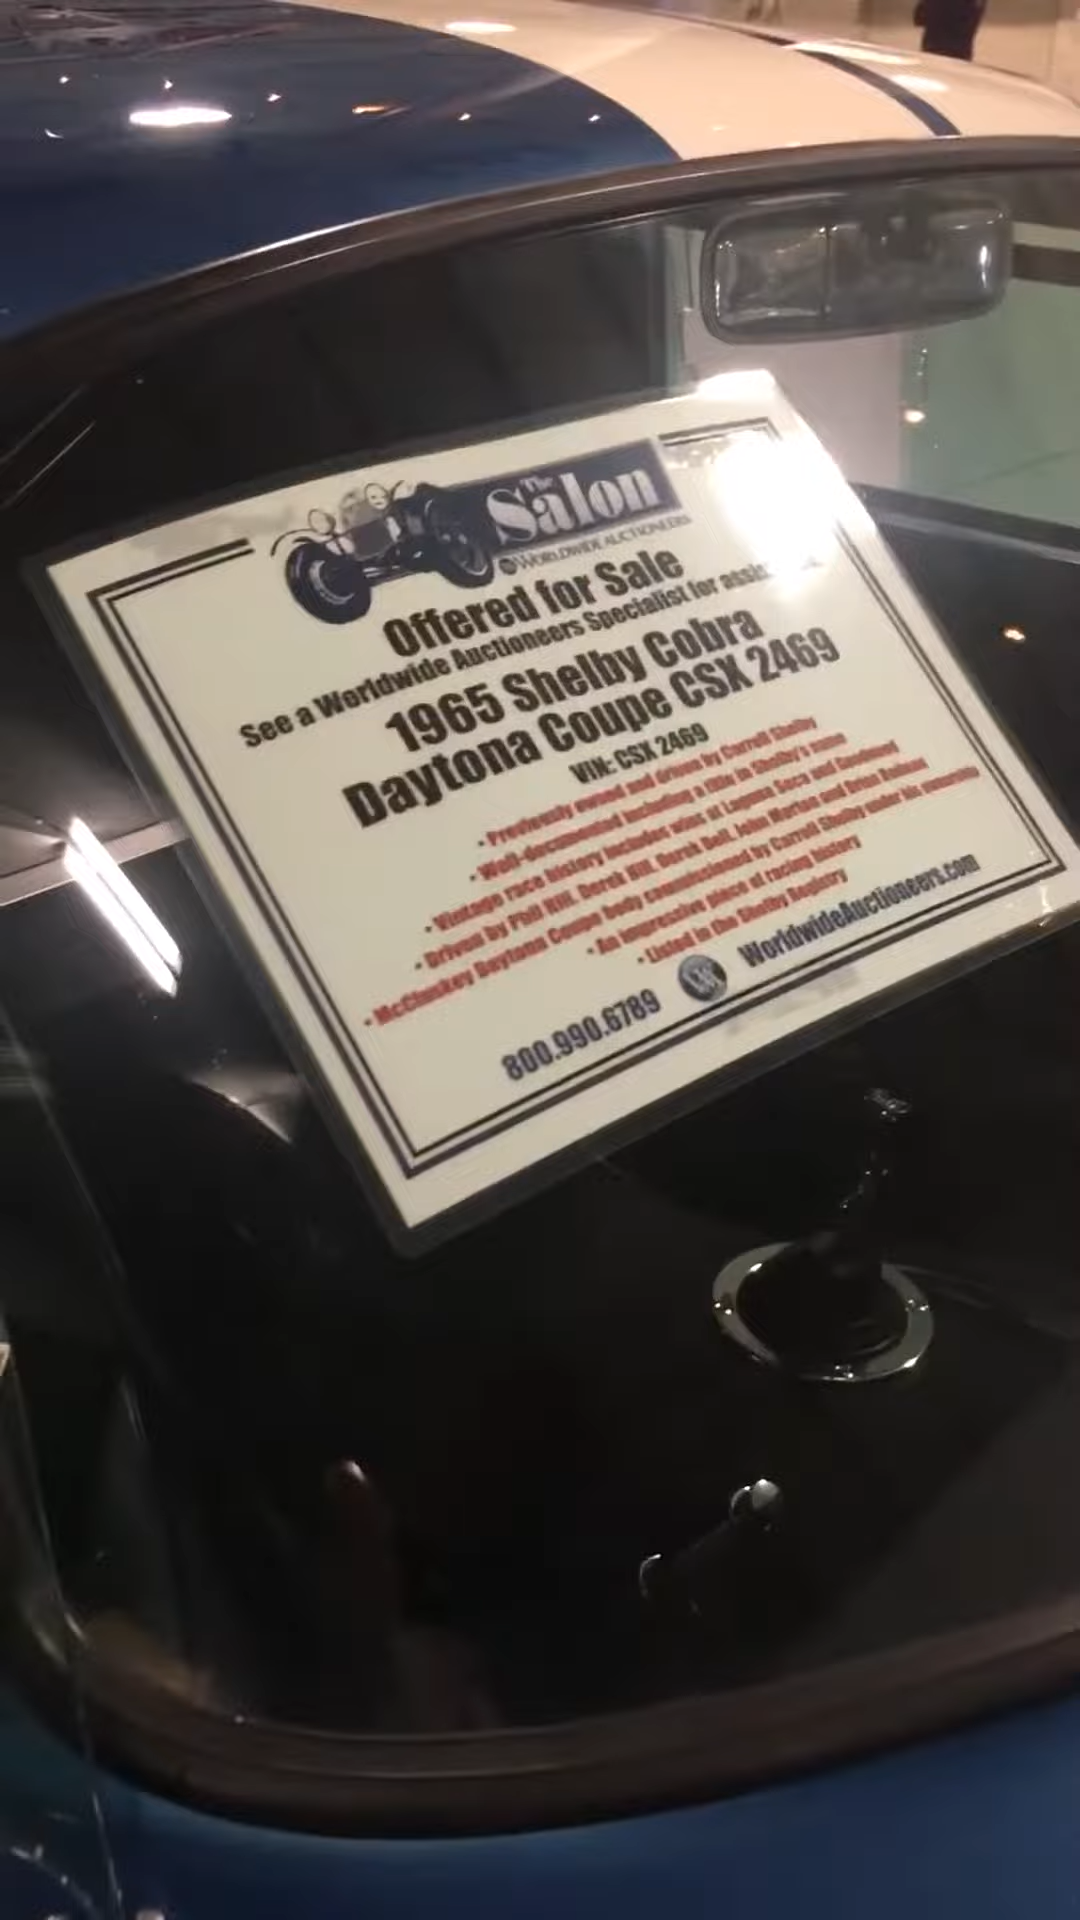 The
Salon
WORLDWIDE AUCTIONEERS
Offered for Sale
See a Worldwide Auctioneers Specialist for
1965 Shelby Cobra
Daytona Coupe CSX 2469
VIN: CSX 2469
• Previously owned and driven by Carroll Shelby
• Well-documented including a title in Shelby's name
• Vintage race history includes wins at Laguna Seca and
• Driven by Phil Hill, Derek Hill, Derek Bell, John Morton and Brian Redman
• McCluskey Daytona Coupe body commissioned by Carroll Shelby under his ownership
• An impressive piece of racing history
• Listed in the Shelby Registry
800.990.6789 WorldwideAuctioneers.com